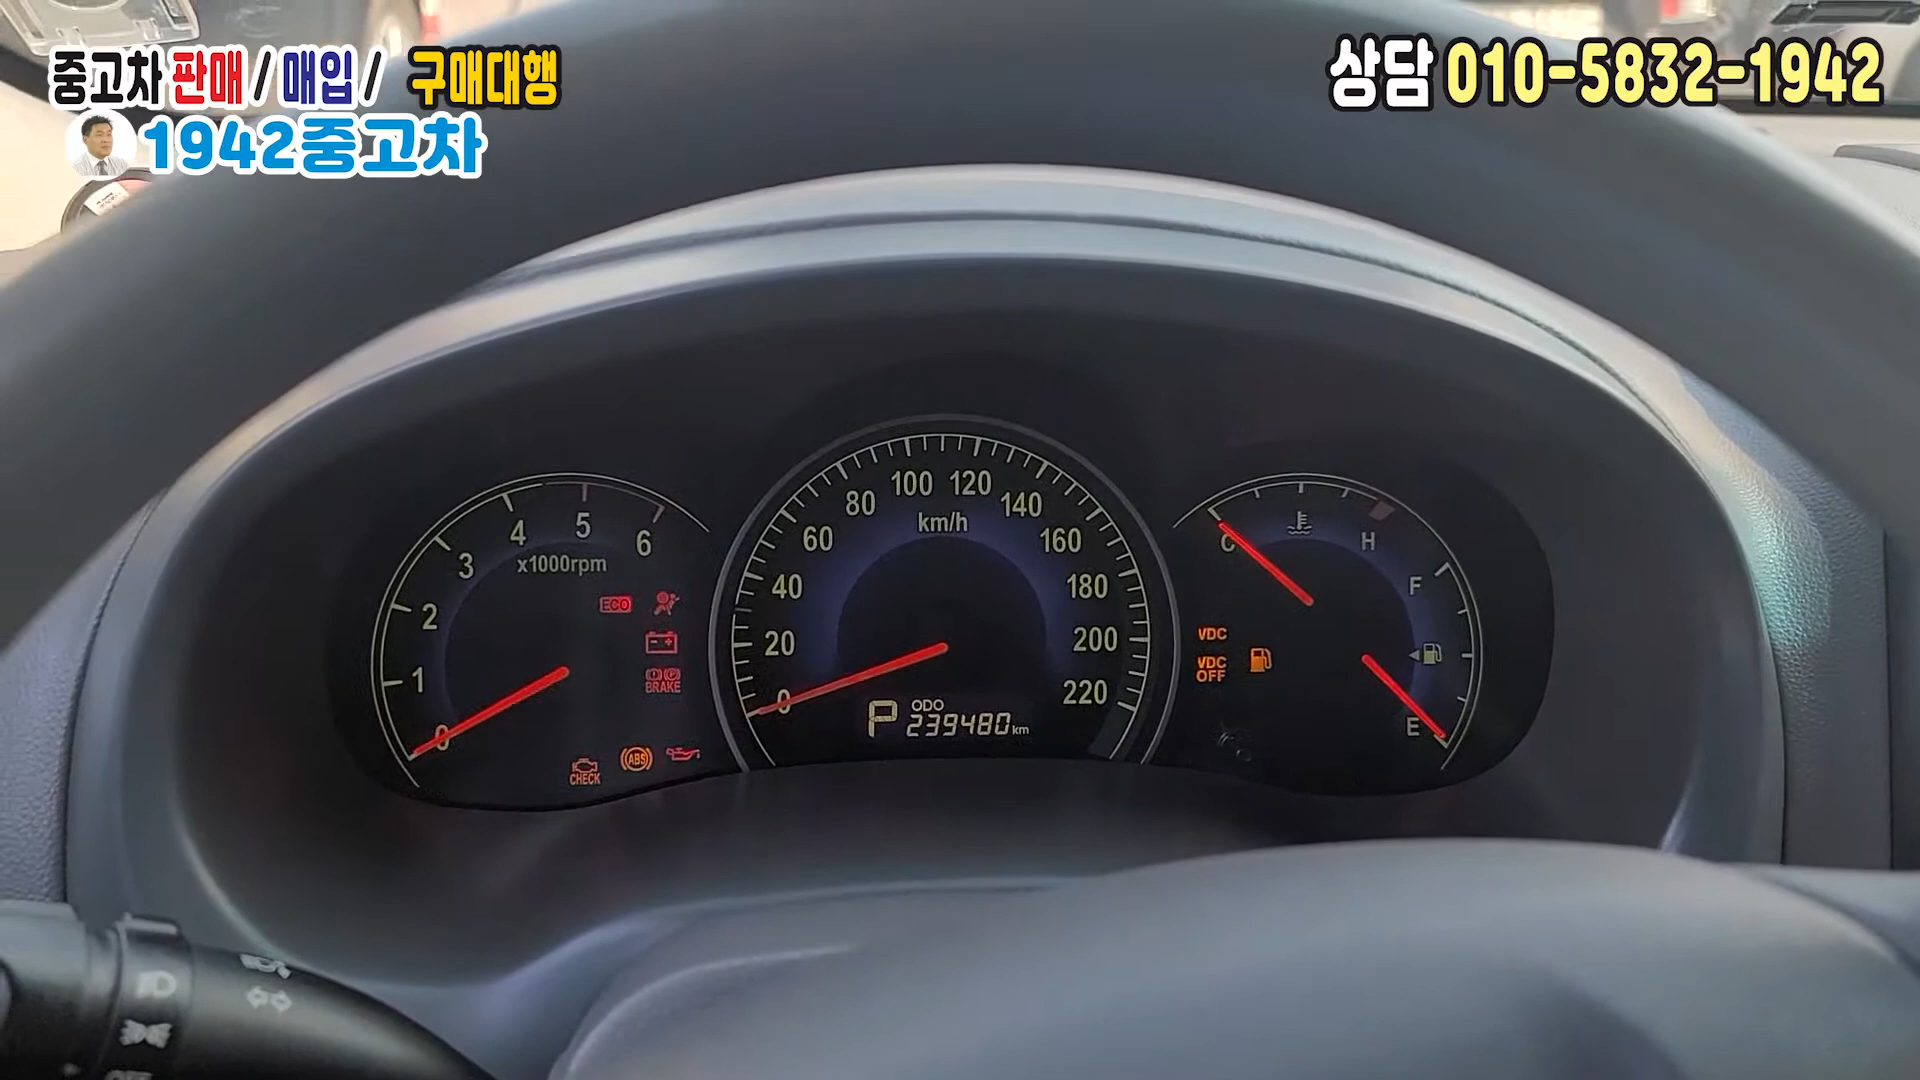 중고차 판매 / 매입 / 구매대행
1942중고차
상담 010-5832-1942
0 1 2 3 4 5 6
x1000rpm
ECO
BRAKE
CHECK
ABS
0 20 40 60 80 100 120 140 160 180 200 220
km/h
P ODO 239480 km
C H
F
E
VDC
VDC OFF